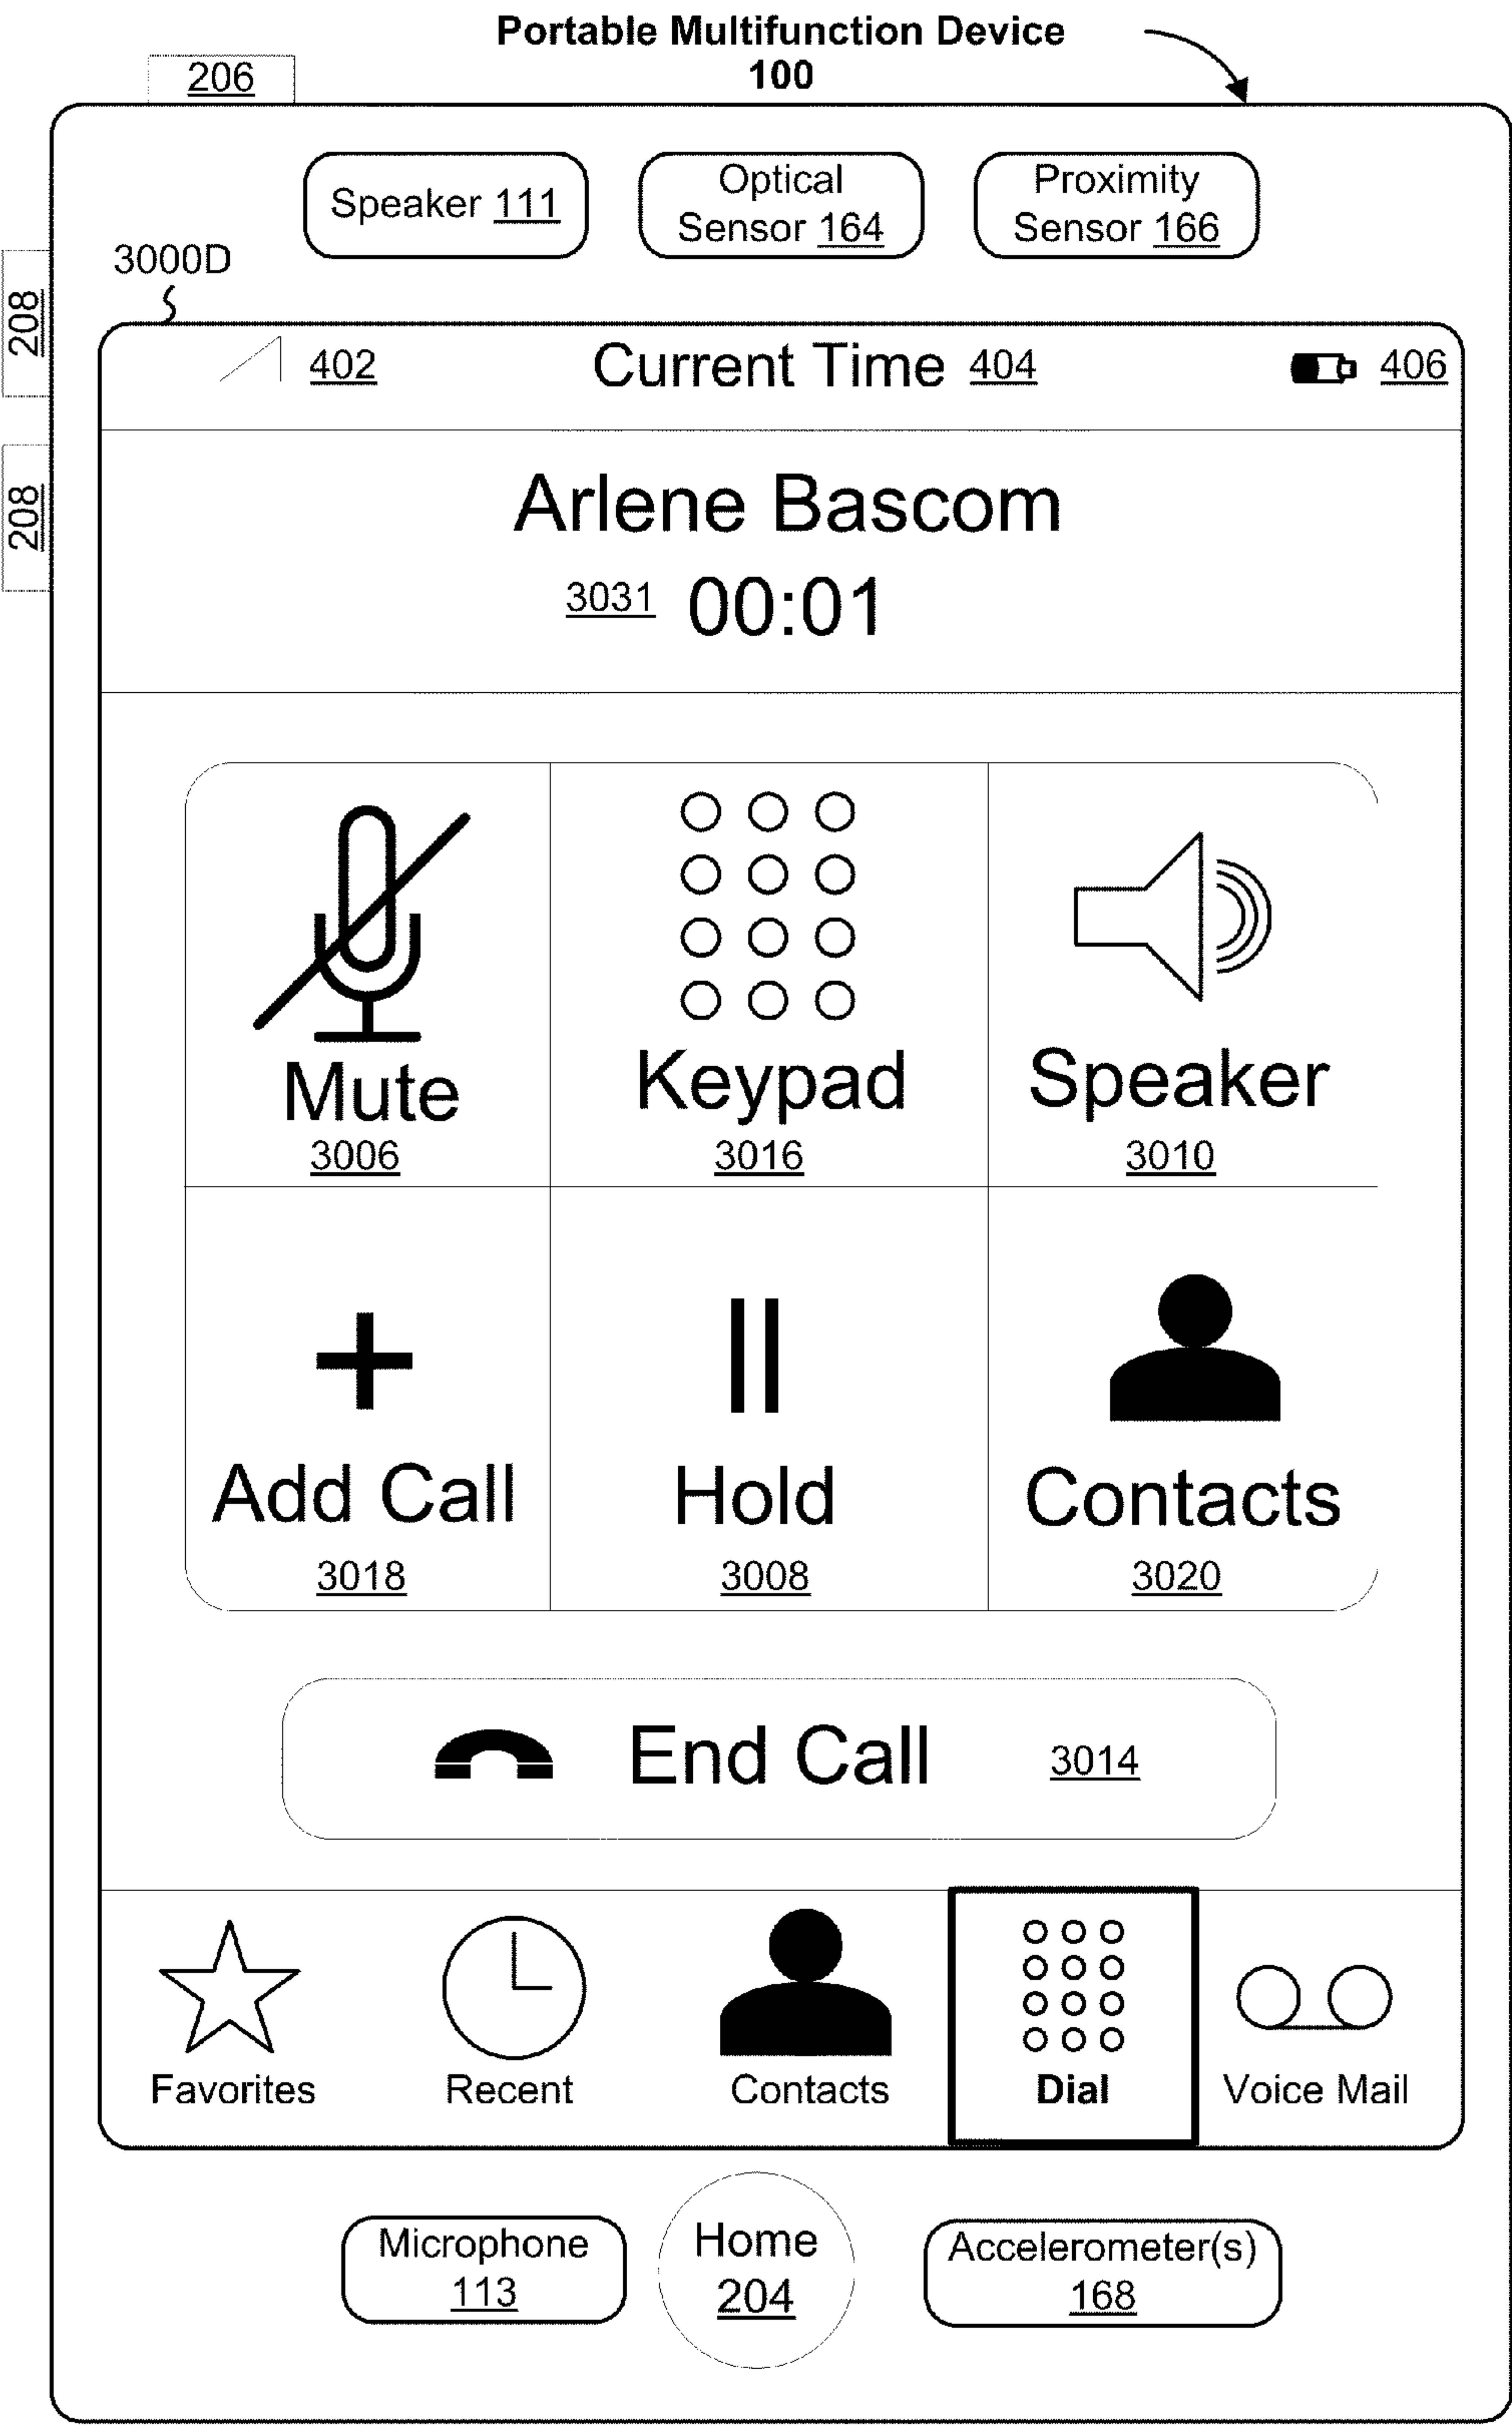 Portable Multifunction Device
100
206
Speaker 111
Optical
Sensor 164
Proximity
Sensor 166
3000D
208
208
402
Current Time 404
406
Arlene Bascom
3031 00:01
Mute
3006
Keypad
3016
Speaker
3010
Add Call
3018
Hold
3008
Contacts
3020
End Call 3014
Favorites
Recent
Contacts
Dial
Voice Mail
Microphone
113
Home
204
Accelerometer(s)
168